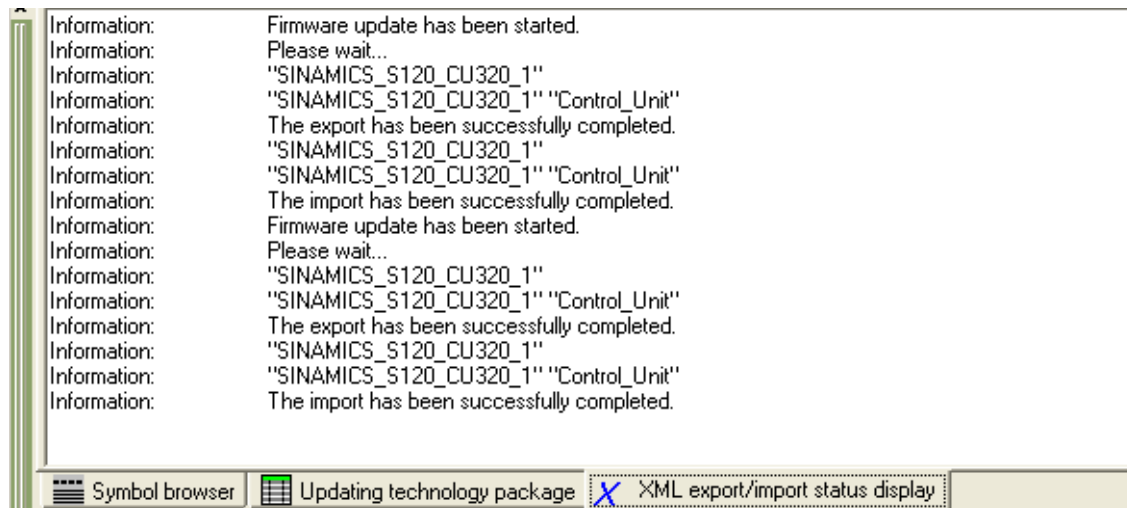 Information: Firmware update has been started.
Information: Please wait...
Information: "SINAMICS_S120_CU320_1"
Information: "SINAMICS_S120_CU320_1" "Control_Unit"
Information: The export has been successfully completed.
Information: "SINAMICS_S120_CU320_1"
Information: "SINAMICS_S120_CU320_1" "Control_Unit"
Information: The import has been successfully completed.
Information: Firmware update has been started.
Information: Please wait...
Information: "SINAMICS_S120_CU320_1"
Information: "SINAMICS_S120_CU320_1" "Control_Unit"
Information: The export has been successfully completed.
Information: "SINAMICS_S120_CU320_1"
Information: "SINAMICS_S120_CU320_1" "Control_Unit"
Information: The import has been successfully completed.
Symbol browser Updating technology package XML export/import status display